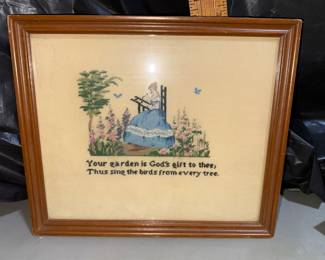 Your garden is God's gift to thee,
Thus sing the birds from every tree.